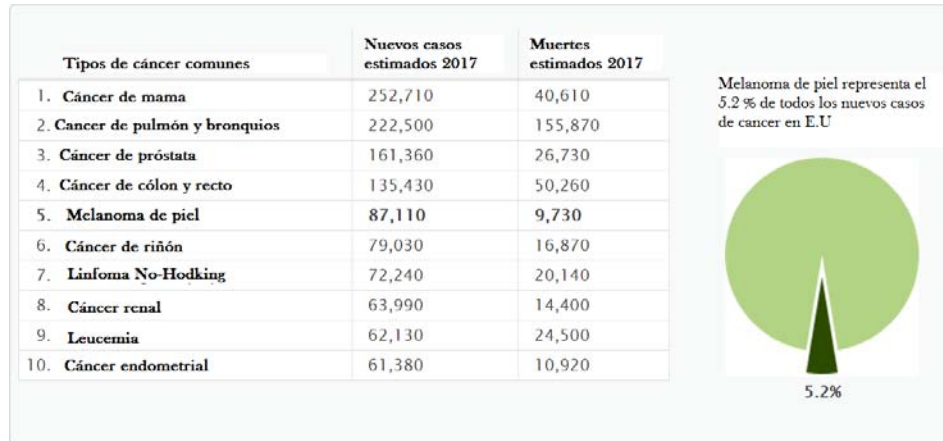 Tipos de cáncer comunes
Nuevos casos
estimados 2017
Muertes
estimados 2017
1. Cáncer de mama 252,710 40,610
2. Cancer de pulmón y bronquios 222,500 155,870
3. Cáncer de próstata 161,360 26,730
4. Cáncer de cólon y recto 135,430 50,260
5. Melanoma de piel 87,110 9,730
6. Cáncer de riñón 79,030 16,870
7. Linfoma No-Hodking 72,240 20,140
8. Cáncer renal 63,990 14,400
9. Leucemia 62,130 24,500
10. Cáncer endometrial 61,380 10,920
Melanoma de piel representa el
5.2 % de todos los nuevos casos
de cancer en E.U
5.2%